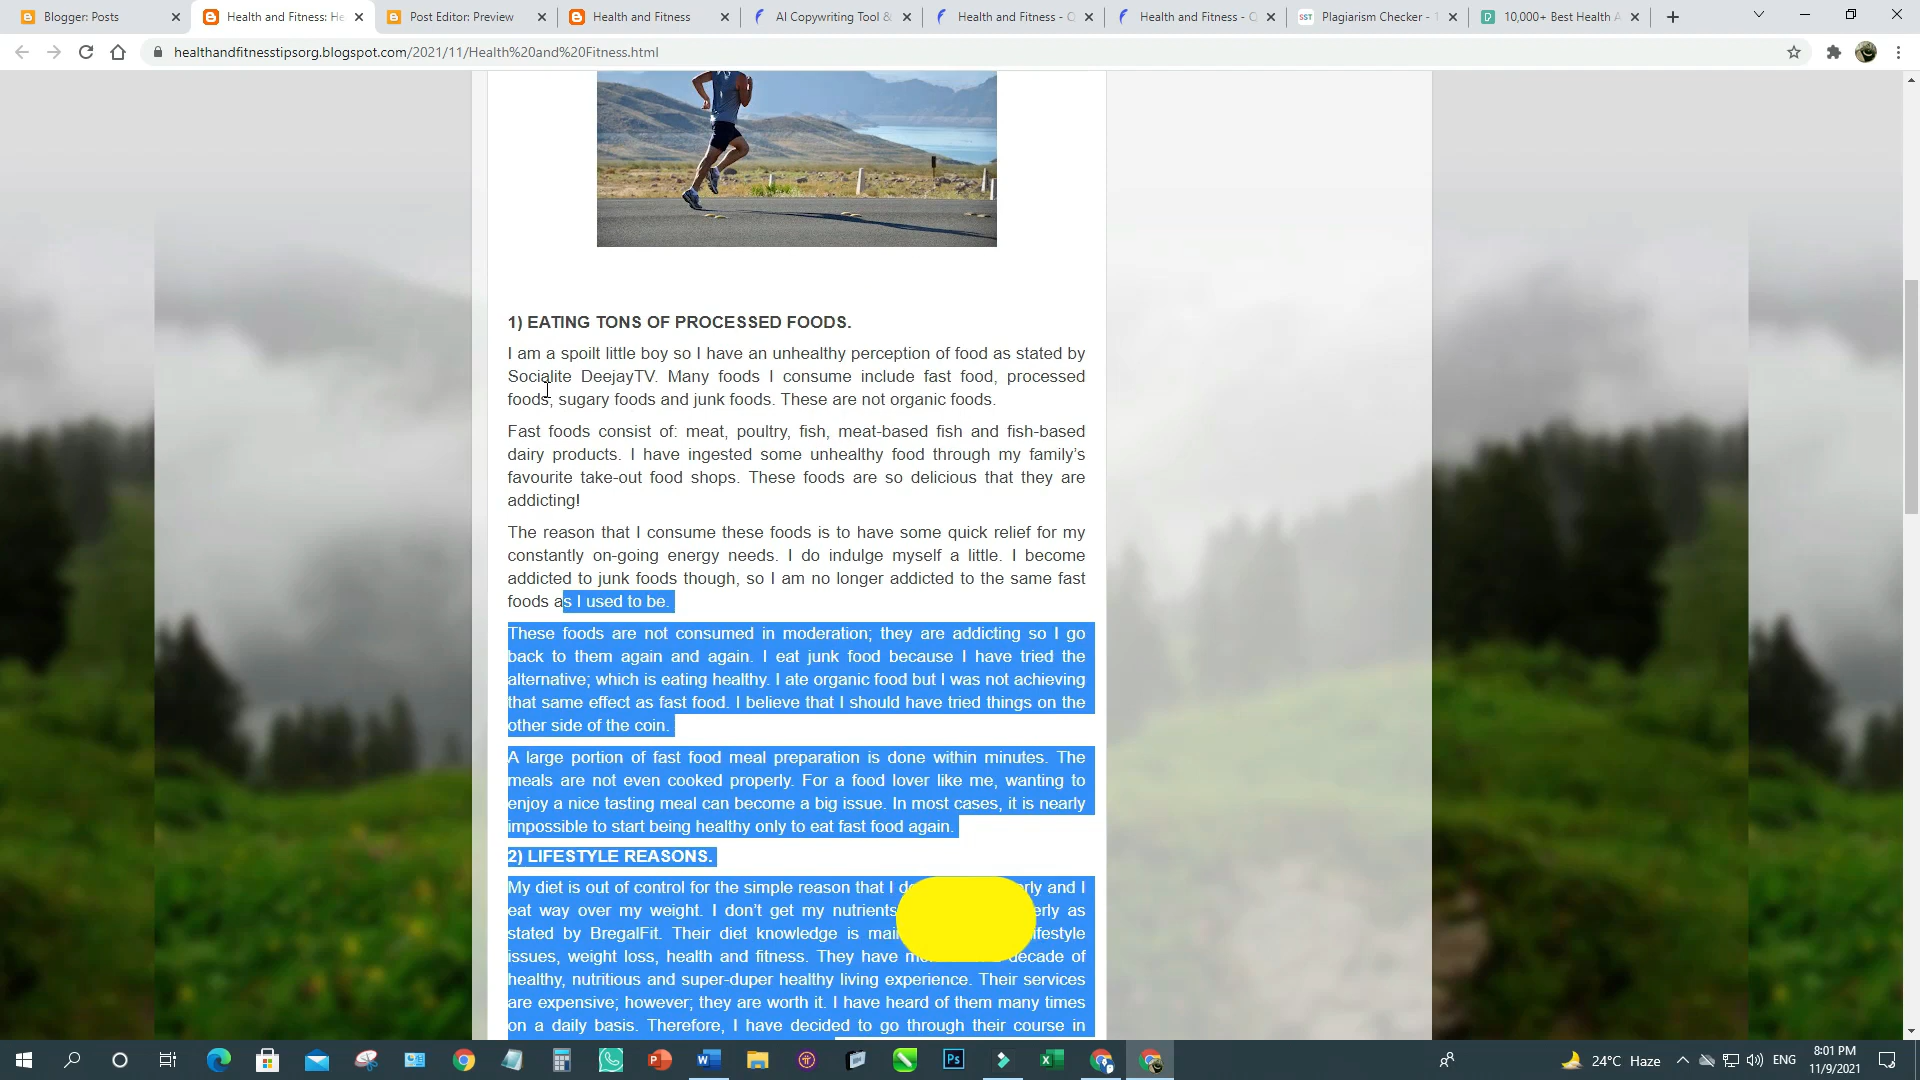 Blogger: Posts
Health and Fitness: He
Post Editor: Preview
Health and Fitness
AI Copywriting Tool &
Health and Fitness - Q
Health and Fitness - Q
SST Plagiarism Checker - 1
10,000+ Best Health A
healthandfitnesstipsorg.blogspot.com/2021/11/Health%20and%20Fitness.html
1) EATING TONS OF PROCESSED FOODS.
I am a spoilt little boy so I have an unhealthy perception of food as stated by
Socialite DeejayTV. Many foods I consume include fast food, processed
foods, sugary foods and junk foods. These are not organic foods.
Fast foods consist of: meat, poultry, fish, meat-based fish and fish-based
dairy products. I have ingested some unhealthy food through my family’s
favourite take-out food shops. These foods are so delicious that they are
addicting!
The reason that I consume these foods is to have some quick relief for my
constantly on-going energy needs. I do indulge myself a little. I become
addicted to junk foods though, so I am no longer addicted to the same fast
foods as I used to be.
These foods are not consumed in moderation; they are addicting so I go
back to them again and again. I eat junk food because I have tried the
alternative; which is eating healthy. I ate organic food but I was not achieving
that same effect as fast food. I believe that I should have tried things on the
other side of the coin.
A large portion of fast food meal preparation is done within minutes. The
meals are not even cooked properly. For a food lover like me, wanting to
enjoy a nice tasting meal can become a big issue. In most cases, it is nearly
impossible to start being healthy only to eat fast food again.
2) LIFESTYLE REASONS.
My diet is out of control for the simple reason that I and I
eat way over my weight. I don’t get my nutrients as
stated by BregalFit. Their diet knowledge is
issues, weight loss, health and fitness. They have decade of
healthy, nutritious and super-duper healthy living experience. Their services
are expensive; however; they are worth it. I have heard of them many times
on a daily basis. Therefore, I have decided to go through their course in
24°C Haze
ENG
8:01 PM
11/9/2021